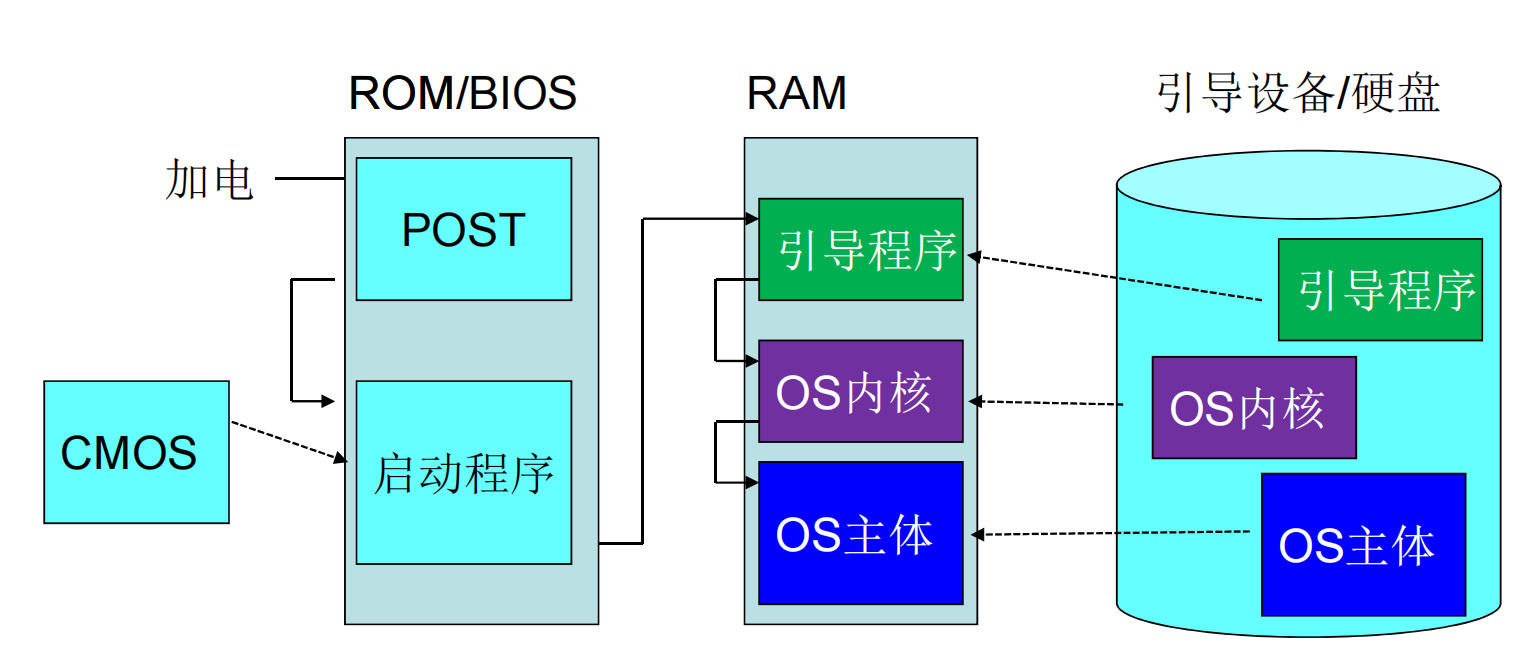 ROM/BIOS
RAM
引导设备/硬盘
加电
POST
引导程序
引导程序
OS内核
OS内核
CMOS
启动程序
OS主体
OS主体